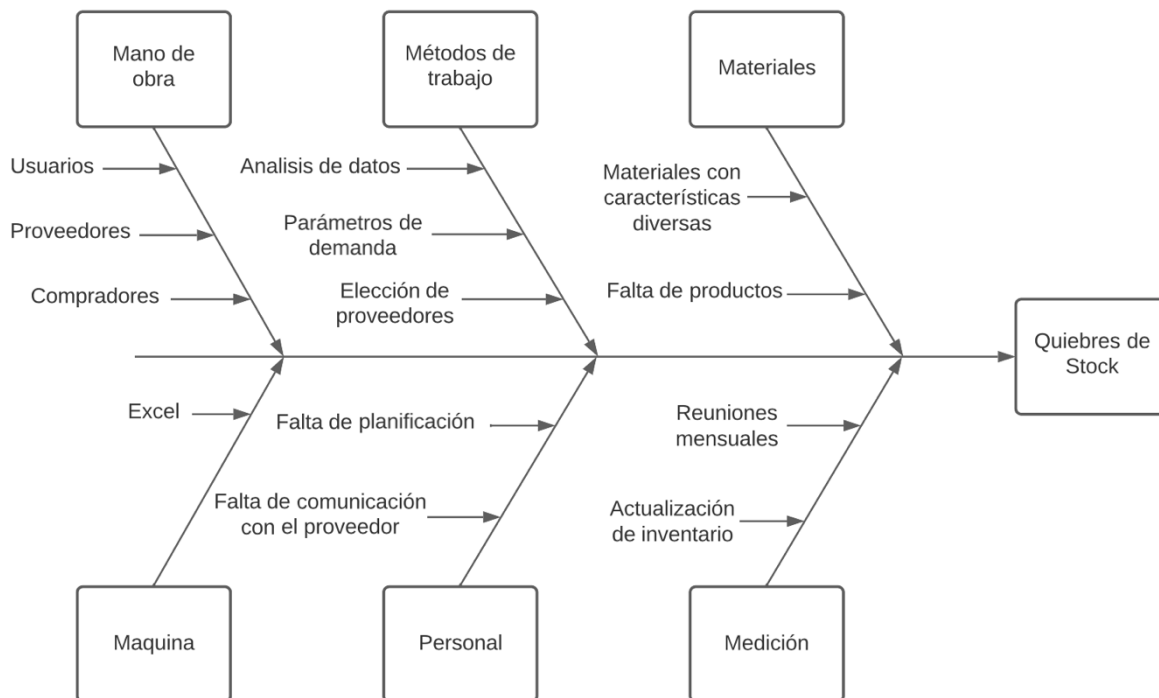 Mano de
obra
Métodos de
trabajo
Materiales
Usuarios
Proveedores
Compradores
Analisis de datos
Parámetros de
demanda
Elección de
proveedores
Materiales con
características
diversas
Falta de productos
Quiebres de
Stock
Excel
Falta de planificación
Falta de comunicación
con el proveedor
Reuniones
mensuales
Actualización
de inventario
Maquina
Personal
Medición